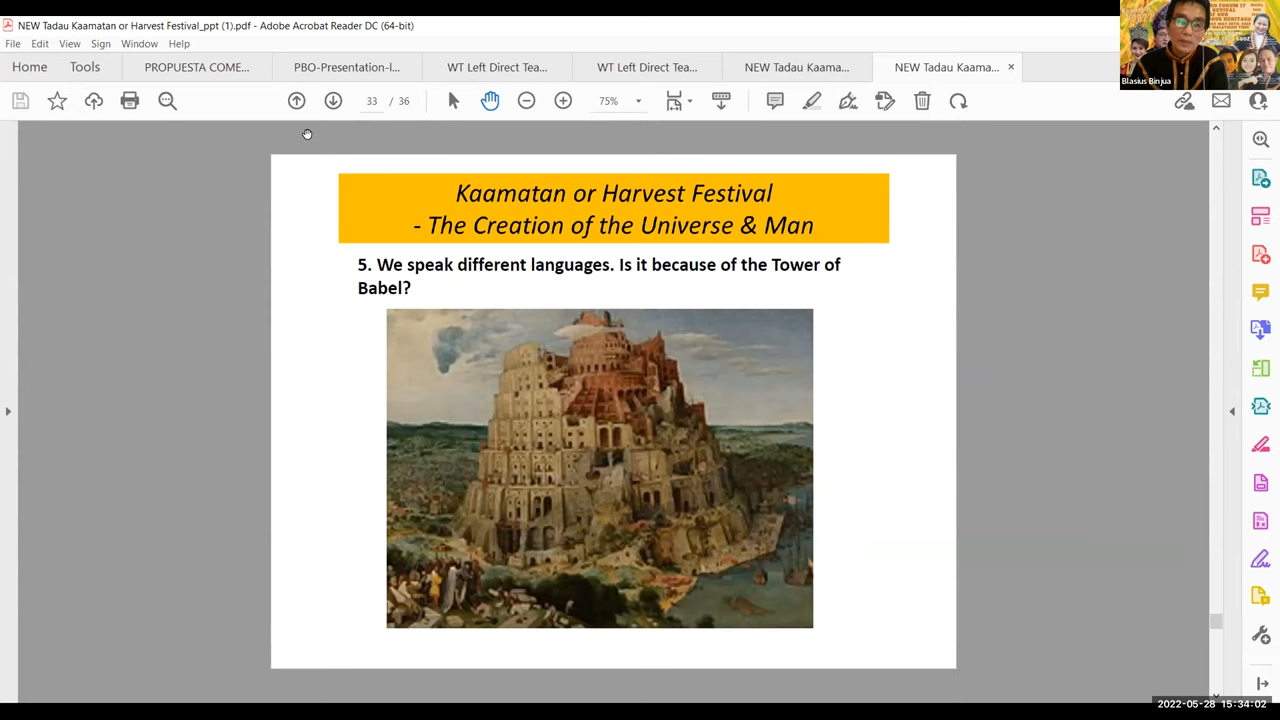 NEW Tadau Kaamatan or Harvest Festival_ppt (1).pdf - Adobe Acrobat Reader DC (64-bit)
File Edit View Sign Window Help
Home Tools PROPUESTA COME... PBO-Presentation-I... WT Left Direct Tea... WT Left Direct Tea... NEW Tadau Kaama... NEW Tadau Kaama... ×
33 / 36 75%
Kaamatan or Harvest Festival
- The Creation of the Universe & Man
5. We speak different languages. Is it because of the Tower of
Babel?
Blasius Binjua
2022-05-28 15:34:02